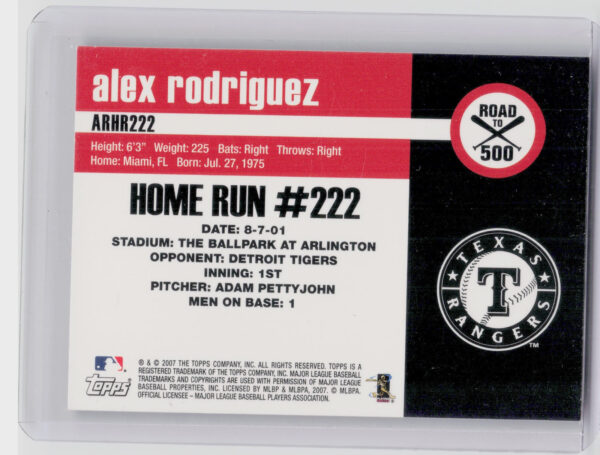 alex rodriguez
ARHR222
Height: 6'3" Weight: 225 Bats: Right Throws: Right
Home: Miami, FL Born: Jul. 27, 1975
ROAD
TO
500
HOME RUN #222
DATE: 8-7-01
STADIUM: THE BALLPARK AT ARLINGTON
OPPONENT: DETROIT TIGERS
INNING: 1ST
PITCHER: ADAM PETTYJOHN
MEN ON BASE: 1
TEXAS
T
RANGERS
TM
Topps
® & © 2007 THE TOPPS COMPANY, INC. ALL RIGHTS RESERVED. TOPPS IS A
REGISTERED TRADEMARK OF THE TOPPS COMPANY, INC. MAJOR LEAGUE BASEBALL
TRADEMARKS AND COPYRIGHTS ARE USED WITH PERMISSION OF MAJOR LEAGUE
BASEBALL PROPERTIES, INC. LICENSED BY MLBP & MLBPA, 2007. © MLBPA.
OFFICIAL LICENSEE – MAJOR LEAGUE BASEBALL PLAYERS ASSOCIATION.